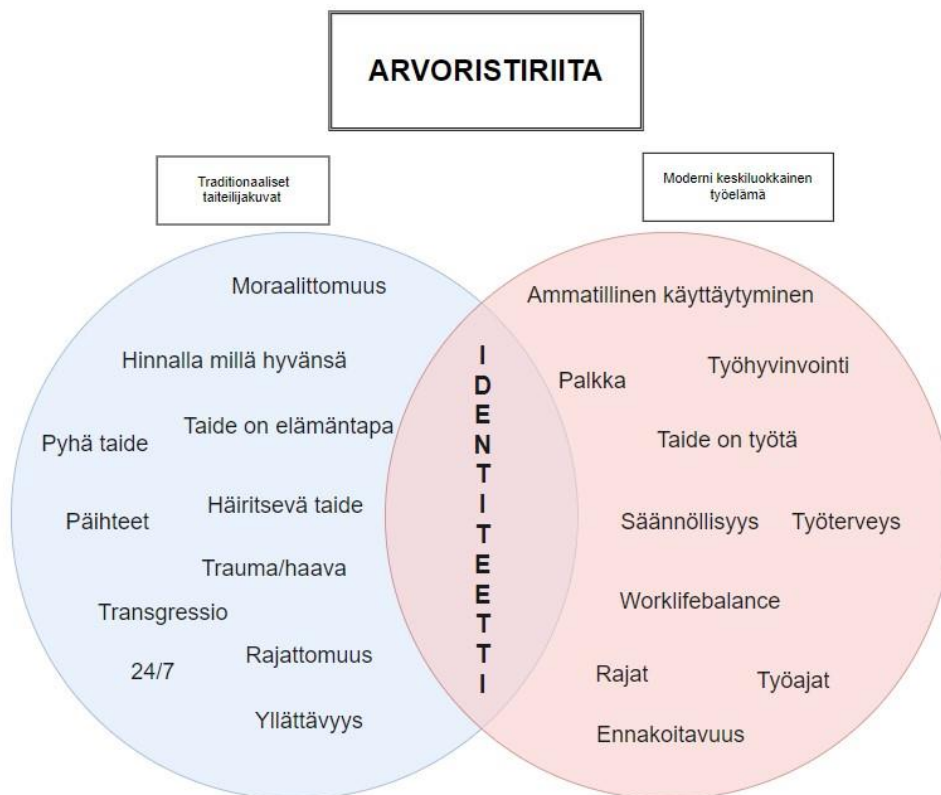 ARVORISTIRIITA
Traditionaaliset
taiteilijakuvat
Moderni keskiluokkainen
työelämä
Moraalittomuus
Hinnalla millä hyvänsä
Taide on elämäntapa
Pyhä taide
Häiritsevä taide
Päihteet
Trauma/haava
Transgressio
Rajattomuus
24/7
Yllättävyys
I
D
E
N
T
I
T
E
E
T
T
I
Ammatillinen käyttäytyminen
Työhyvinvointi
Palkka
Taide on työtä
Säännöllisyys
Työterveys
Worklifebalance
Rajat
Työajat
Ennakoitavuus